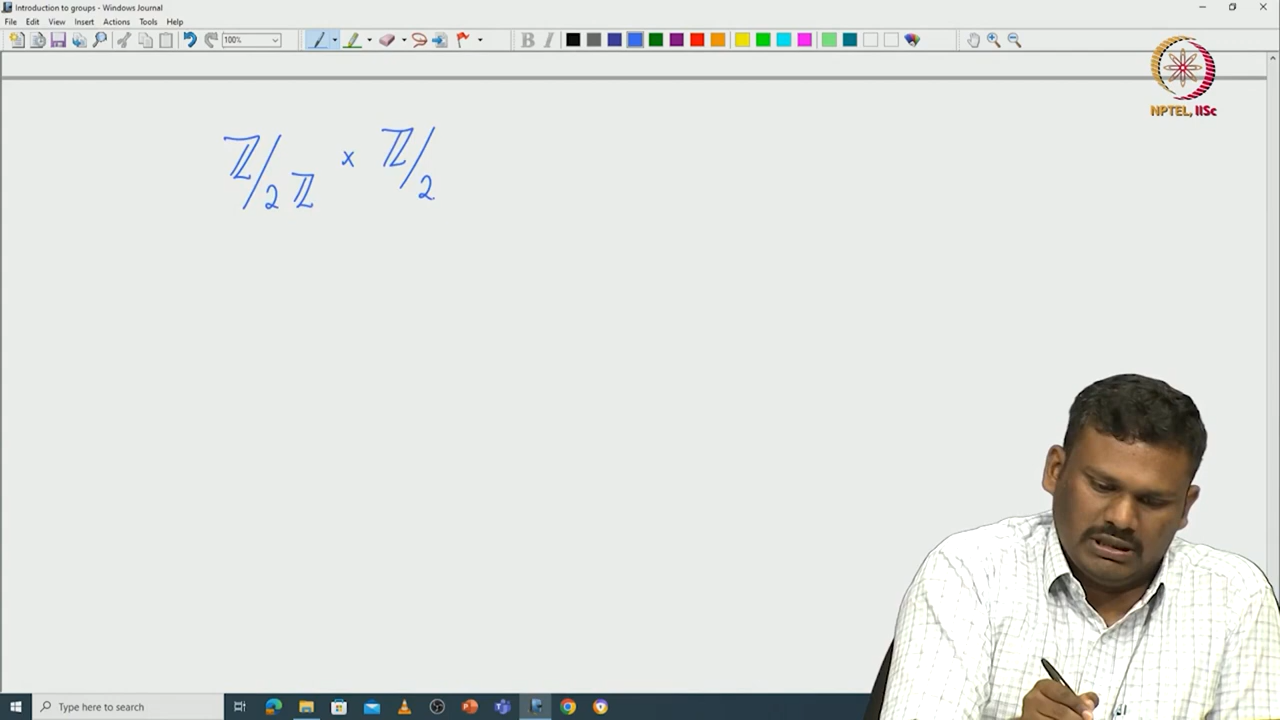 Introduction to groups - Windows Journal
File Edit View Insert Actions Tools Help
100%
B I
NPTEL, IISc
ℤ/2ℤ × ℤ/2
Type here to search